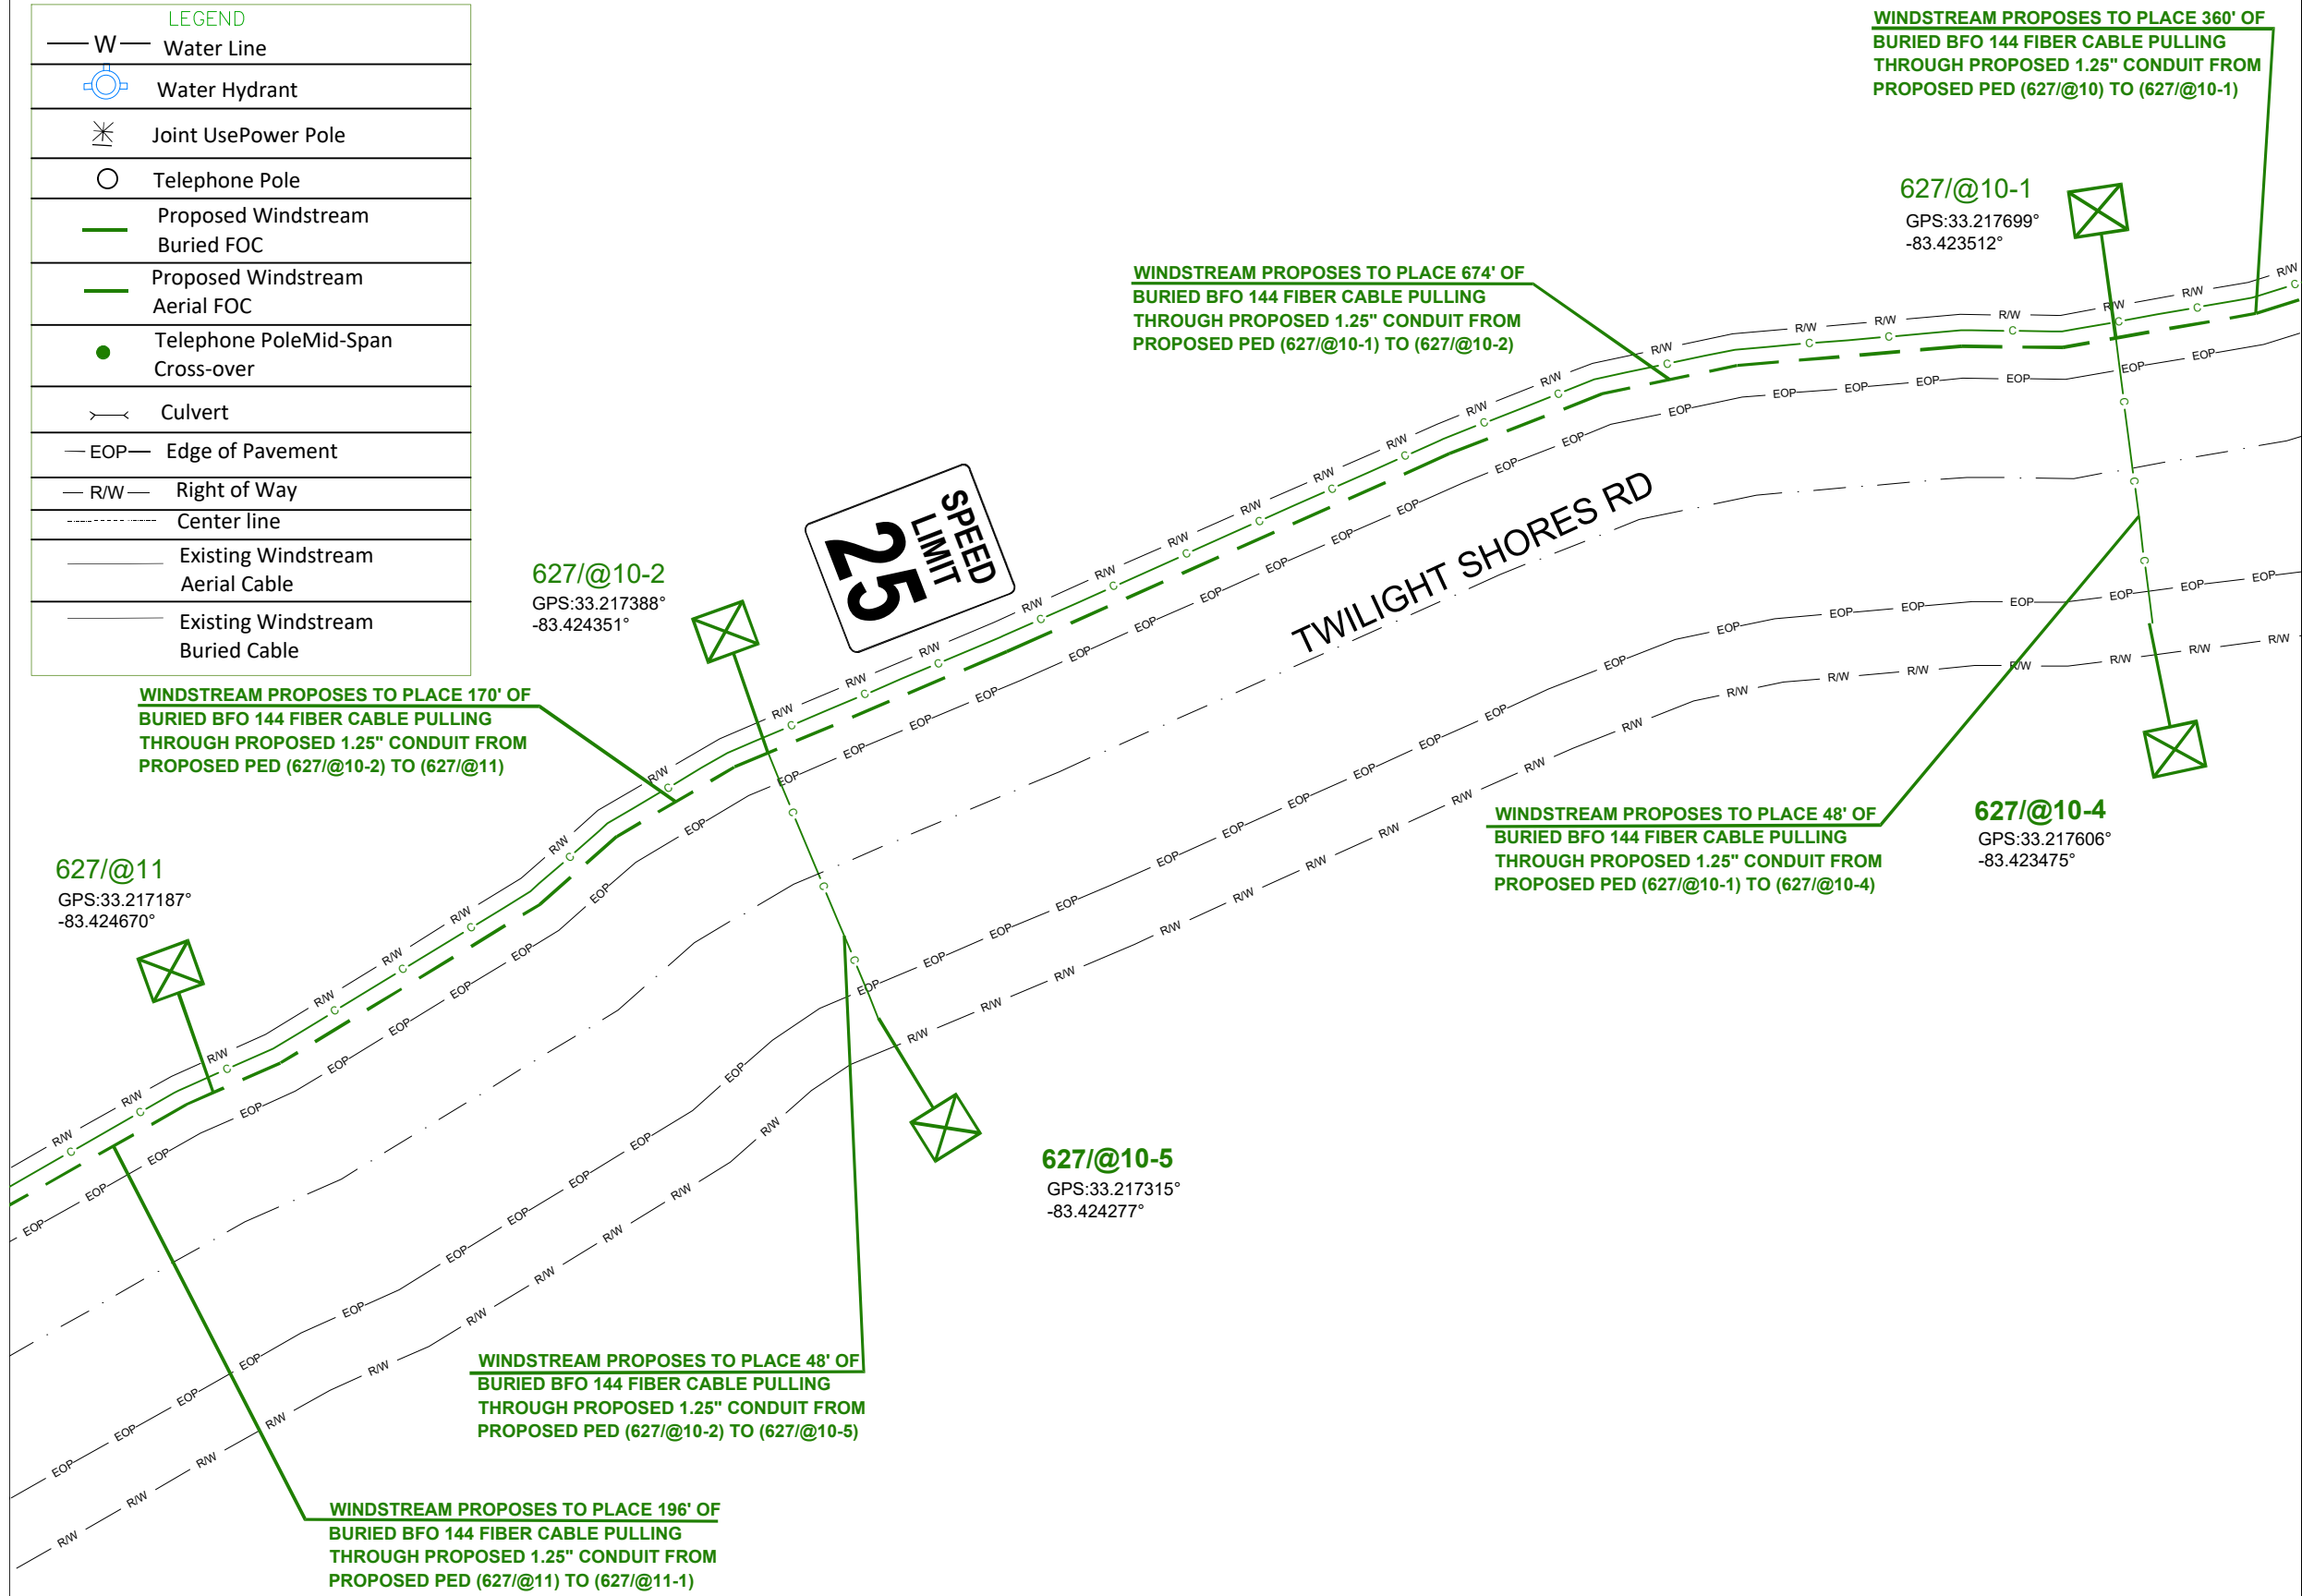 LEGEND
W Water Line
Water Hydrant
Joint UsePower Pole
Telephone Pole
Proposed Windstream
Buried FOC
Proposed Windstream
Aerial FOC
Telephone PoleMid-Span
Cross-over
Culvert
EOP Edge of Pavement
R/W Right of Way
Center line
Existing Windstream
Aerial Cable
Existing Windstream
Buried Cable
WINDSTREAM PROPOSES TO PLACE 360' OF
BURIED BFO 144 FIBER CABLE PULLING
THROUGH PROPOSED 1.25" CONDUIT FROM
PROPOSED PED (627/@10) TO (627/@10-1)
627/@10-1
GPS:33.217699°
-83.423512°
WINDSTREAM PROPOSES TO PLACE 674' OF
BURIED BFO 144 FIBER CABLE PULLING
THROUGH PROPOSED 1.25" CONDUIT FROM
PROPOSED PED (627/@10-1) TO (627/@10-2)
SPEED
LIMIT
25
TWILIGHT SHORES RD
627/@10-2
GPS:33.217388°
-83.424351°
WINDSTREAM PROPOSES TO PLACE 170' OF
BURIED BFO 144 FIBER CABLE PULLING
THROUGH PROPOSED 1.25" CONDUIT FROM
PROPOSED PED (627/@10-2) TO (627/@11)
WINDSTREAM PROPOSES TO PLACE 48' OF
BURIED BFO 144 FIBER CABLE PULLING
THROUGH PROPOSED 1.25" CONDUIT FROM
PROPOSED PED (627/@10-1) TO (627/@10-4)
627/@10-4
GPS:33.217606°
-83.423475°
627/@11
GPS:33.217187°
-83.424670°
627/@10-5
GPS:33.217315°
-83.424277°
WINDSTREAM PROPOSES TO PLACE 48' OF
BURIED BFO 144 FIBER CABLE PULLING
THROUGH PROPOSED 1.25" CONDUIT FROM
PROPOSED PED (627/@10-2) TO (627/@10-5)
WINDSTREAM PROPOSES TO PLACE 196' OF
BURIED BFO 144 FIBER CABLE PULLING
THROUGH PROPOSED 1.25" CONDUIT FROM
PROPOSED PED (627/@11) TO (627/@11-1)
R/W
C
EOP